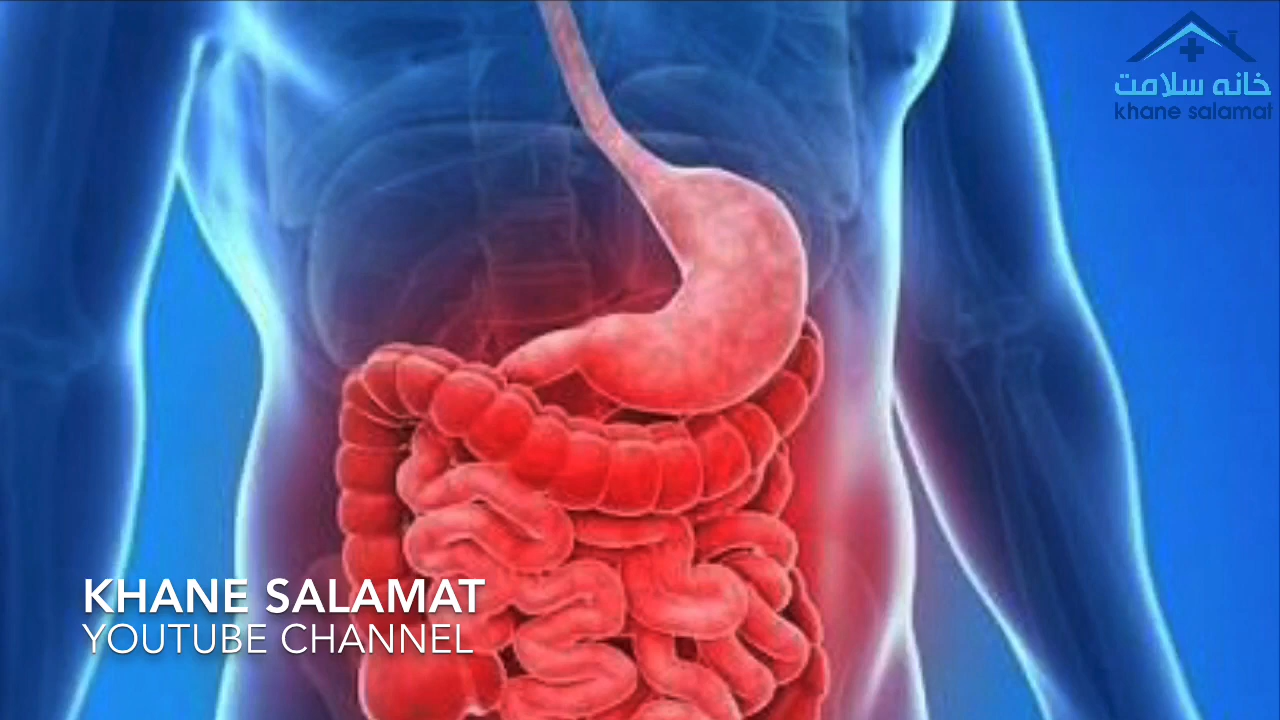 خانه سلامت
khane salamat
KHANE SALAMAT
YOUTUBE CHANNEL